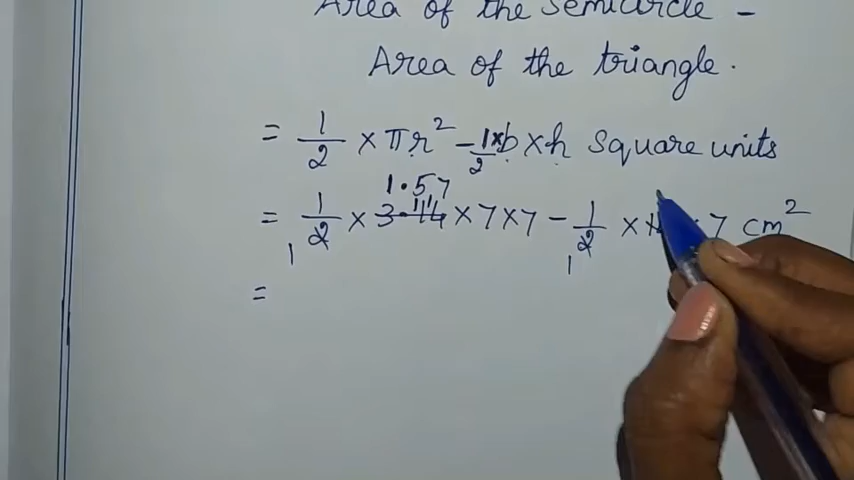 Area of the Semicircle -
Area of the triangle.
= 1/2 × πr² - 1/2 × b × h square units
1.57
= 1/2 × 3.14 × 7 × 7 - 1/2 × 7 cm²
1 1
=